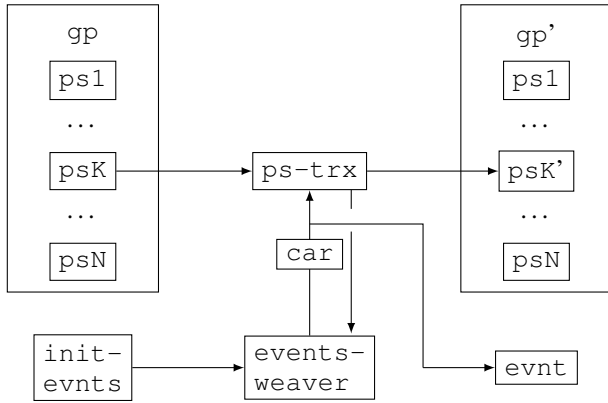 gp
gp'
ps1
ps1
...
...
psK
ps-trx
psK'
...
...
psN
car
psN
init-
evnts
events-
weaver
evnt